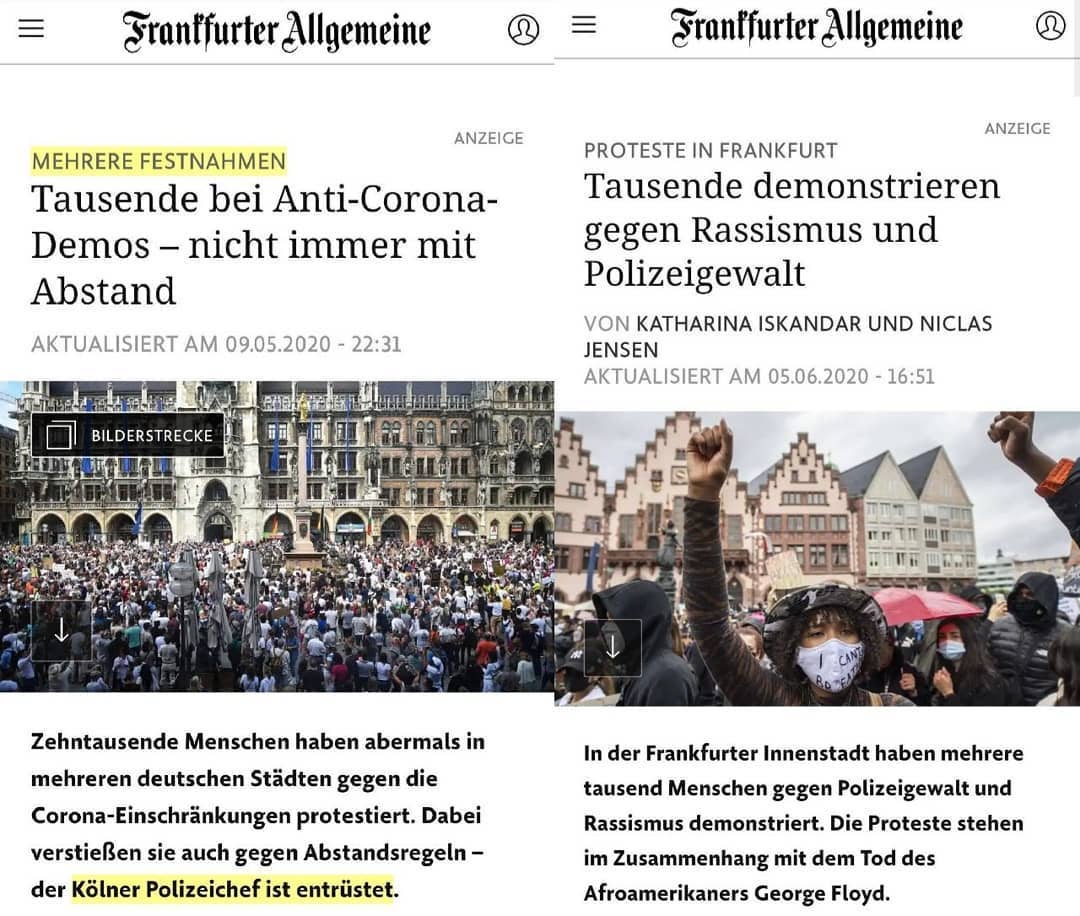 Frankfurter Allgemeine
ANZEIGE
MEHRERE FESTNAHMEN
Tausende bei Anti-Corona-
Demos – nicht immer mit
Abstand
AKTUALISIERT AM 09.05.2020 - 22:31
BILDERSTRECKE
Zehntausende Menschen haben abermals in
mehreren deutschen Städten gegen die
Corona-Einschränkungen protestiert. Dabei
verstießen sie auch gegen Abstandsregeln –
der Kölner Polizeichef ist entrüstet.
Frankfurter Allgemeine
ANZEIGE
PROTESTE IN FRANKFURT
Tausende demonstrieren
gegen Rassismus und
Polizeigewalt
VON KATHARINA ISKANDAR UND NICLAS
JENSEN
AKTUALISIERT AM 05.06.2020 - 16:51
I CAN'T
In der Frankfurter Innenstadt haben mehrere
tausend Menschen gegen Polizeigewalt und
Rassismus demonstriert. Die Proteste stehen
im Zusammenhang mit dem Tod des
Afroamerikaners George Floyd.